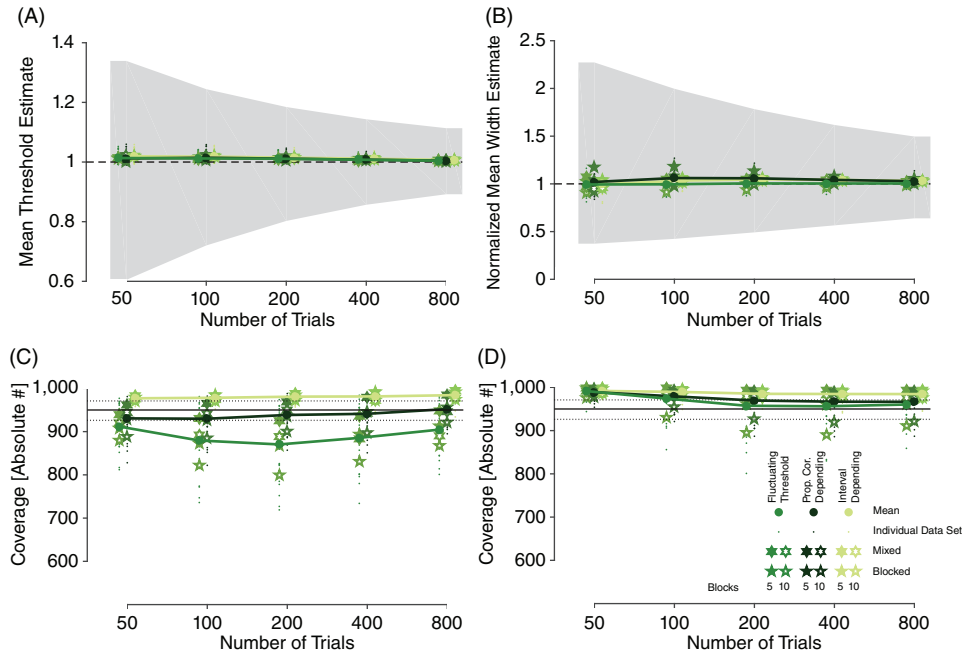 (A)
Mean Threshold Estimate
1.4
1.2
1
0.8
0.6
50 100 200 400 800
Number of Trials
(B)
Normalized Mean Width Estimate
2.5
2
1.5
1
0.5
0
50 100 200 400 800
Number of Trials
(C)
Coverage [Absolute #]
1,000
900
800
700
600
50 100 200 400 800
Number of Trials
(D)
Coverage [Absolute #]
1,000
900
800
700
600
Fluctuating
Threshold
Prop. Cor.
Depending
Interval
Depending
Mean
Individual Data Set
Mixed
Blocked
Blocks 5 10 5 10 5 10
50 100 200 400 800
Number of Trials